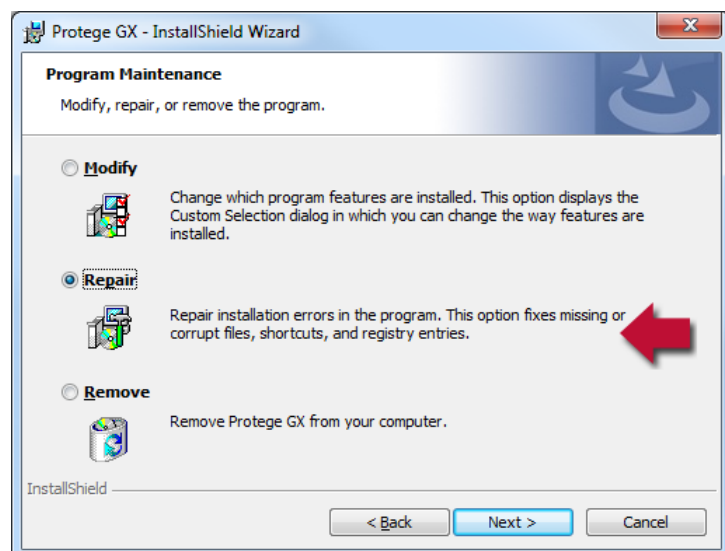 Protege GX - InstallShield Wizard
Program Maintenance
Modify, repair, or remove the program.
Modify
Change which program features are installed. This option displays the
Custom Selection dialog in which you can change the way features are
installed.
Repair
Repair installation errors in the program. This option fixes missing or
corrupt files, shortcuts, and registry entries.
Remove
Remove Protege GX from your computer.
InstallShield
< Back Next > Cancel